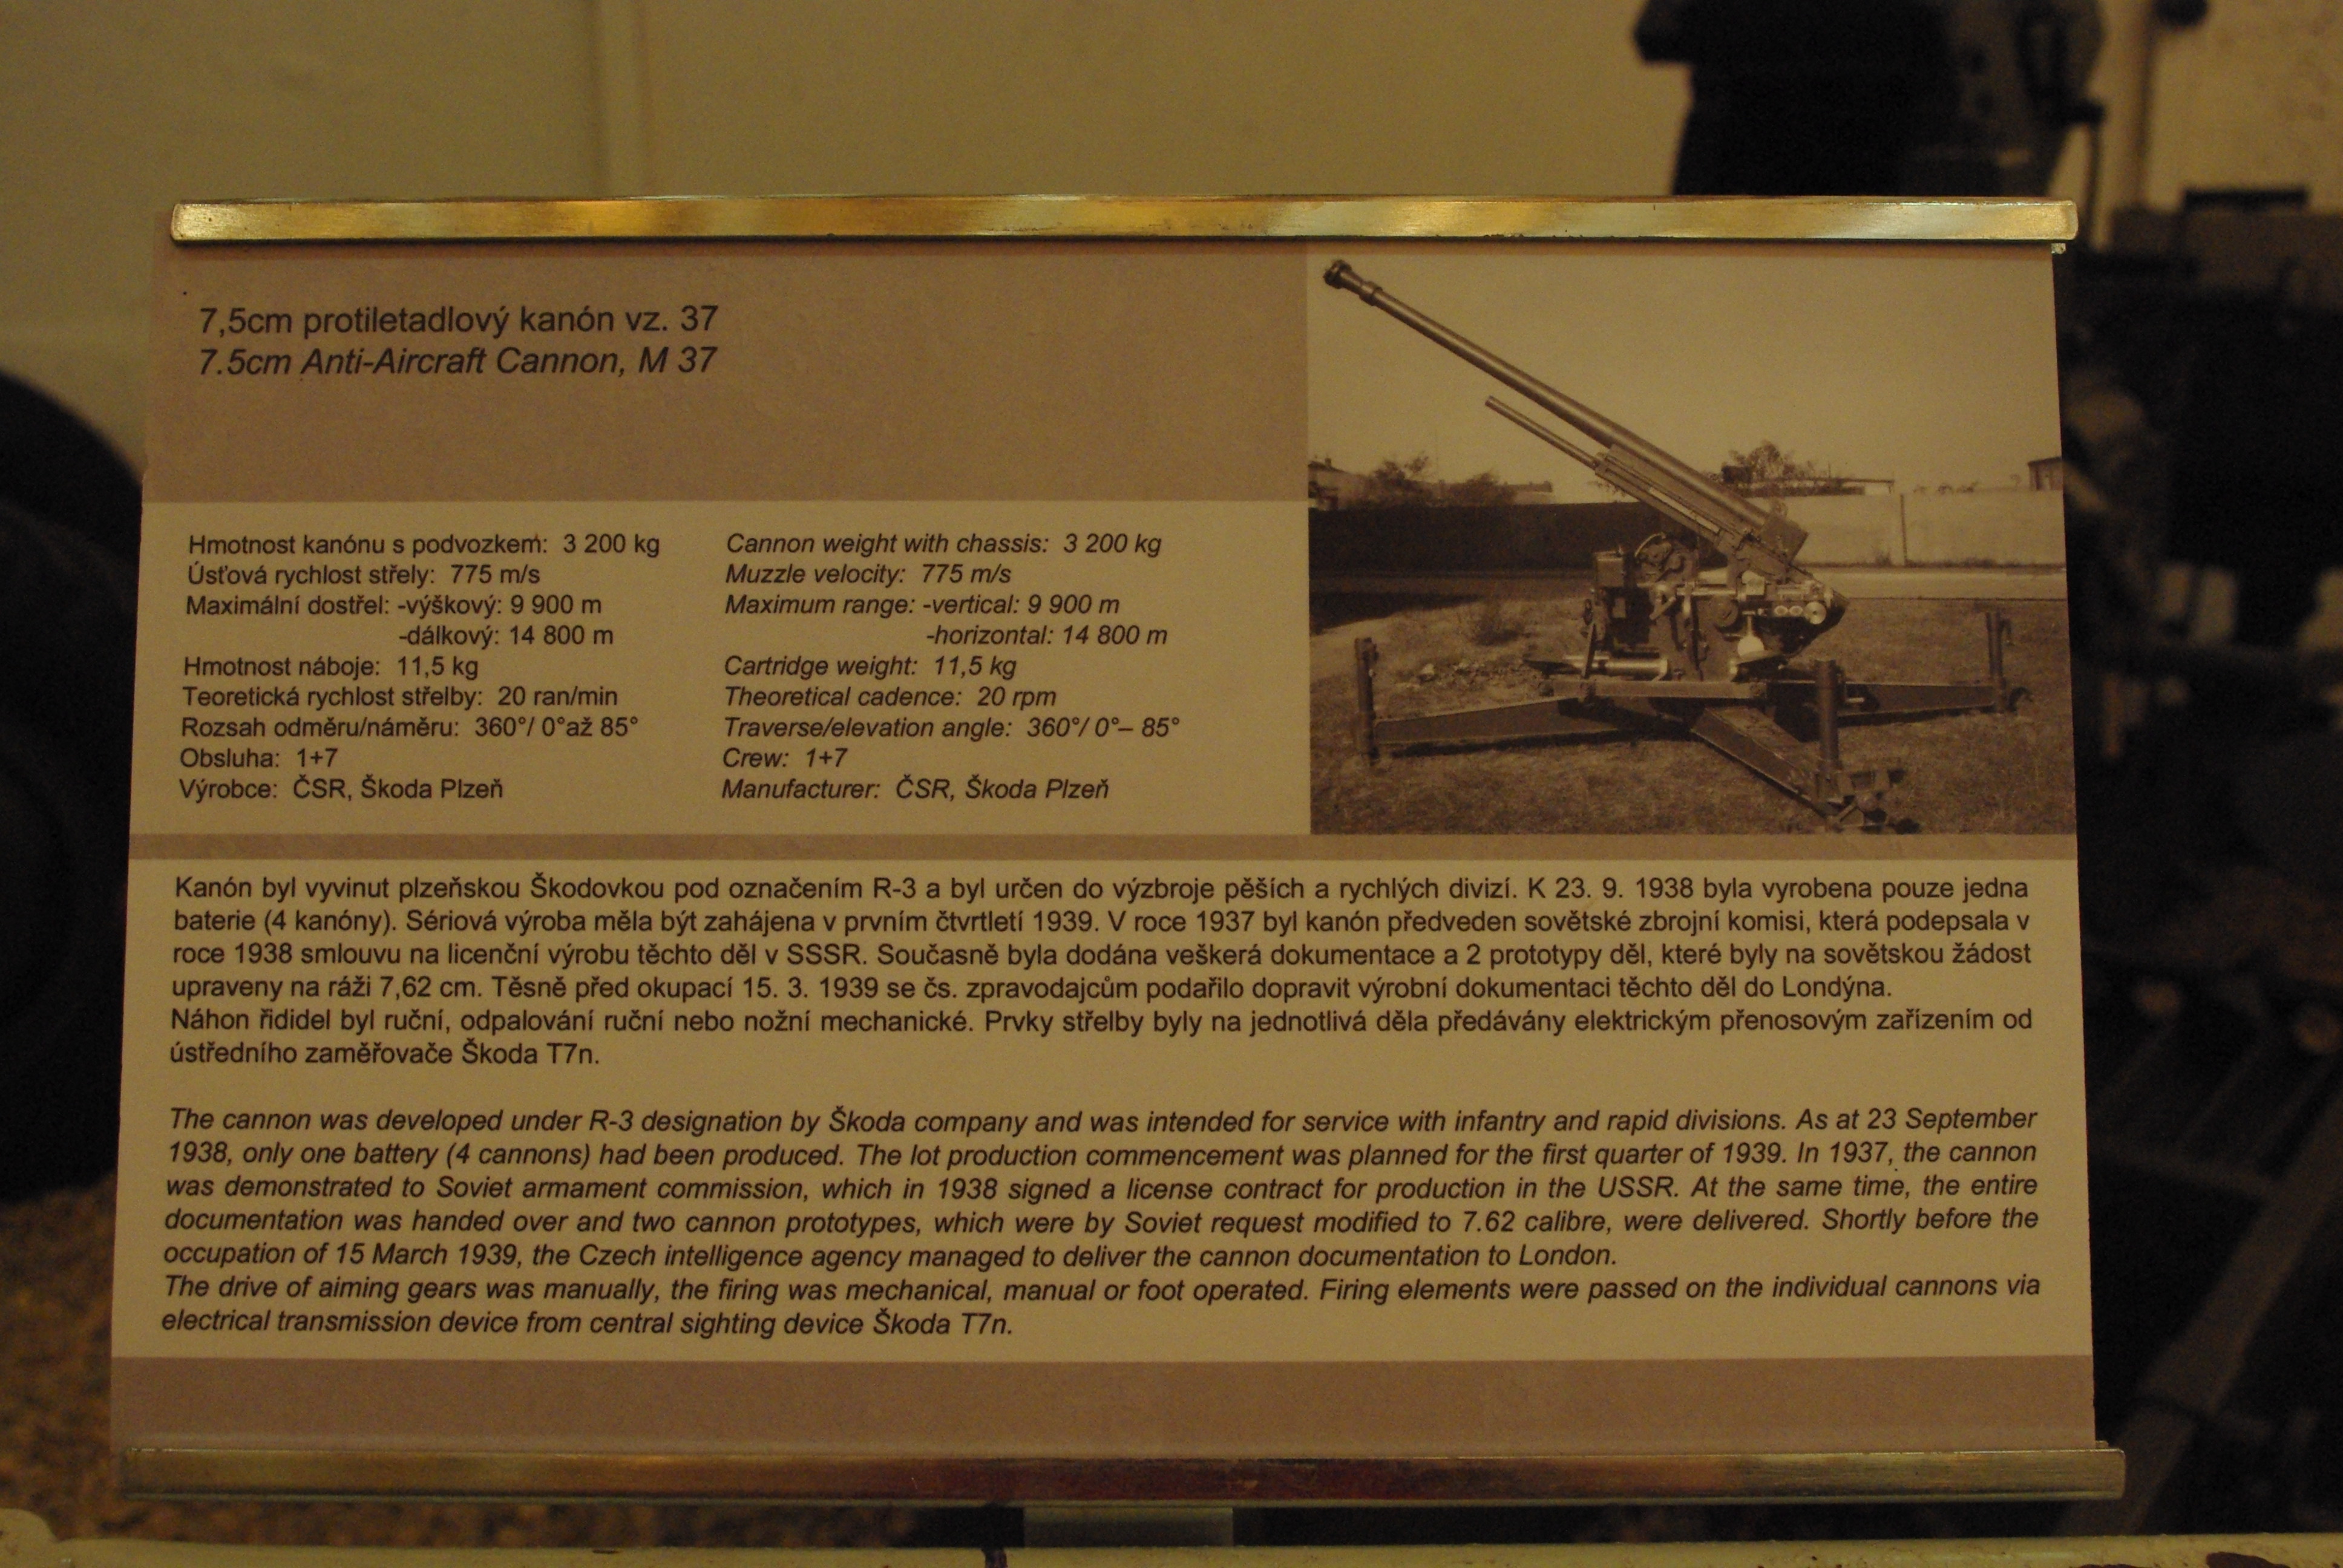 7,5cm protiletadlový kanón vz. 37
7.5cm Anti-Aircraft Cannon, M 37
Hmotnost kanónu s podvozkem: 3 200 kg
Úsťová rychlost střely: 775 m/s
Maximální dostřel: -výškový: 9 900 m
-dálkový: 14 800 m
Hmotnost náboje: 11,5 kg
Teoretická rychlost střelby: 20 ran/min
Rozsah odměru/náměru: 360°/ 0°až 85°
Obsluha: 1+7
Výrobce: ČSR, Škoda Plzeň
Cannon weight with chassis: 3 200 kg
Muzzle velocity: 775 m/s
Maximum range: -vertical: 9 900 m
-horizontal: 14 800 m
Cartridge weight: 11,5 kg
Theoretical cadence: 20 rpm
Traverse/elevation angle: 360°/ 0°– 85°
Crew: 1+7
Manufacturer: ČSR, Škoda Plzeň
Kanón byl vyvinut plzeňskou Škodovkou pod označením R-3 a byl určen do výzbroje pěších a rychlých divizí. K 23. 9. 1938 byla vyrobena pouze jedna
baterie (4 kanóny). Sériová výroba měla být zahájena v prvním čtvrtletí 1939. V roce 1937 byl kanón předveden sovětské zbrojní komisi, která podepsala v
roce 1938 smlouvu na licenční výrobu těchto děl v SSSR. Současně byla dodána veškerá dokumentace a 2 prototypy děl, které byly na sovětskou žádost
upraveny na ráži 7,62 cm. Těsně před okupací 15. 3. 1939 se čs. zpravodajcům podařilo dopravit výrobní dokumentaci těchto děl do Londýna.
Náhon řididel byl ruční, odpalování ruční nebo nožní mechanické. Prvky střelby byly na jednotlivá děla předávány elektrickým přenosovým zařízením od
ústředního zaměřovače Škoda T7n.
The cannon was developed under R-3 designation by Škoda company and was intended for service with infantry and rapid divisions. As at 23 September
1938, only one battery (4 cannons) had been produced. The lot production commencement was planned for the first quarter of 1939. In 1937, the cannon
was demonstrated to Soviet armament commission, which in 1938 signed a license contract for production in the USSR. At the same time, the entire
documentation was handed over and two cannon prototypes, which were by Soviet request modified to 7.62 calibre, were delivered. Shortly before the
occupation of 15 March 1939, the Czech intelligence agency managed to deliver the cannon documentation to London.
The drive of aiming gears was manually, the firing was mechanical, manual or foot operated. Firing elements were passed on the individual cannons via
electrical transmission device from central sighting device Škoda T7n.